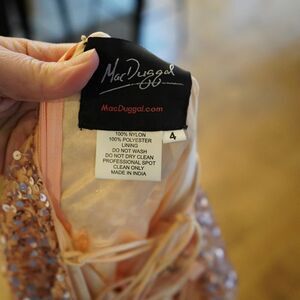 Mac Duggal
MacDuggal.com
4
100% NYLON
100% POLYESTER
LINING
DO NOT WASH
DO NOT DRY CLEAN
PROFESSIONAL SPOT
CLEAN ONLY
MADE IN INDIA